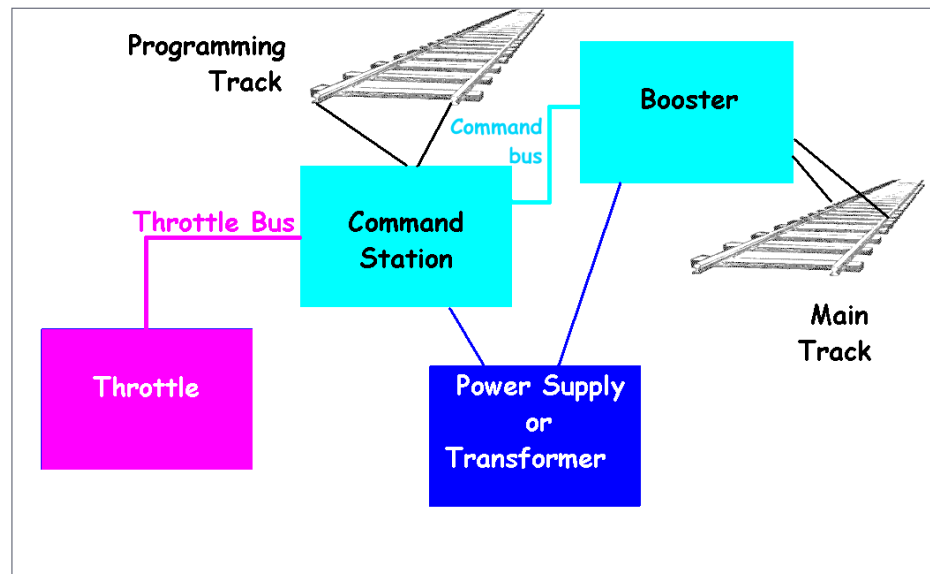 Programming
Track
Booster
Command
bus
Throttle Bus
Command
Station
Main
Track
Throttle
Power Supply
or
Transformer